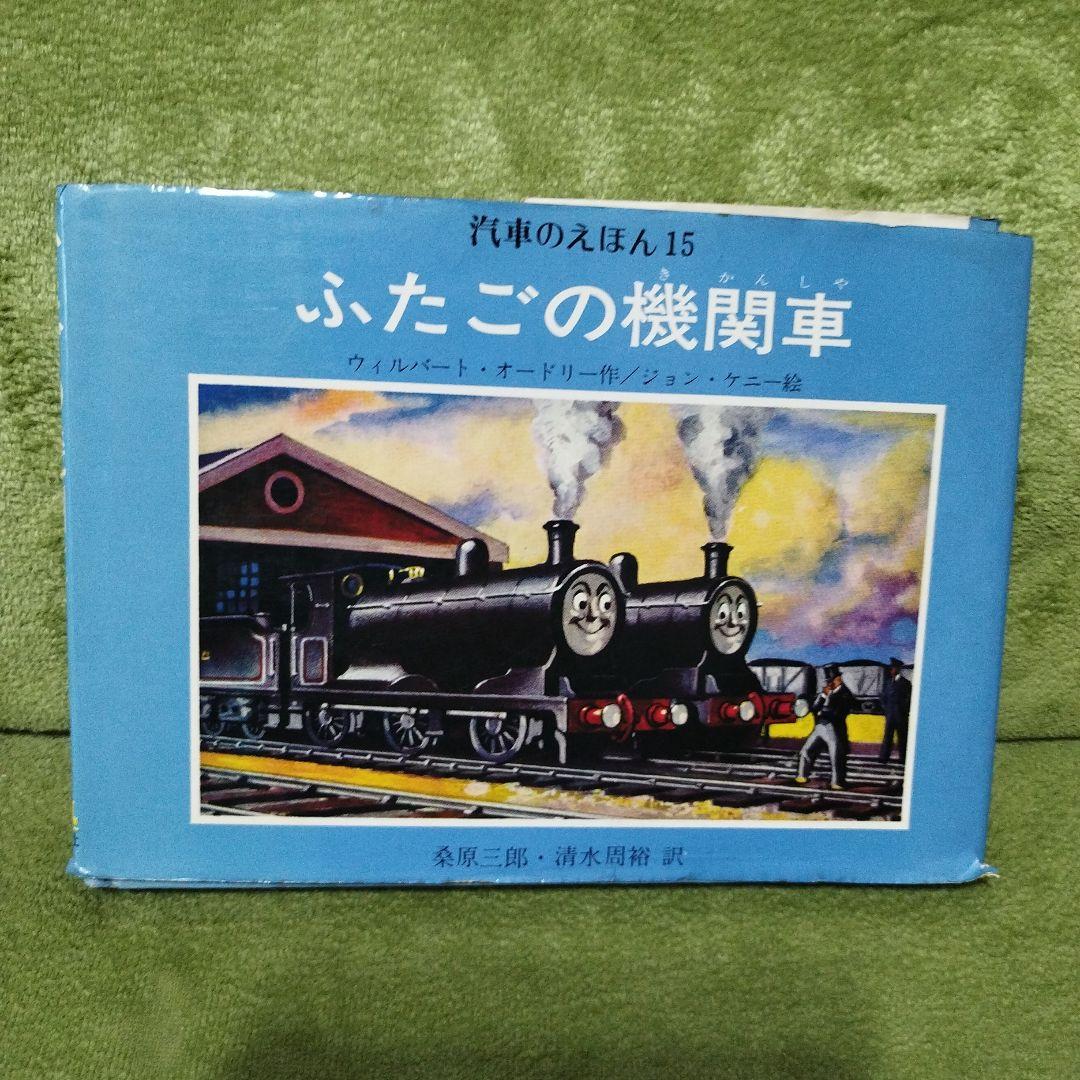 汽車のえほん15
きかんしゃ
ふたごの機関車
ウィルバート・オードリー作/ジョン・ケニー絵
桑原三郎・清水周裕 訳